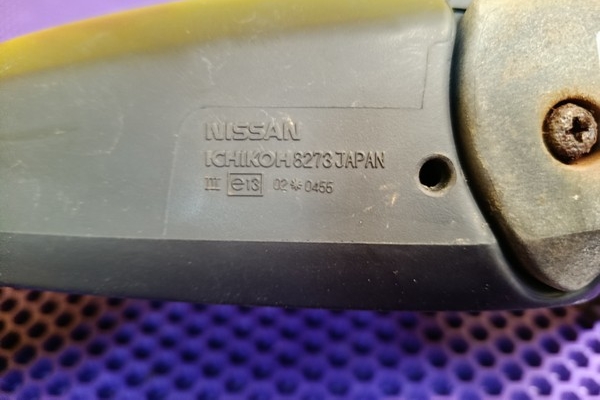 NISSAN
ICHIKOH 8273 JAPAN
III e13 02*0455